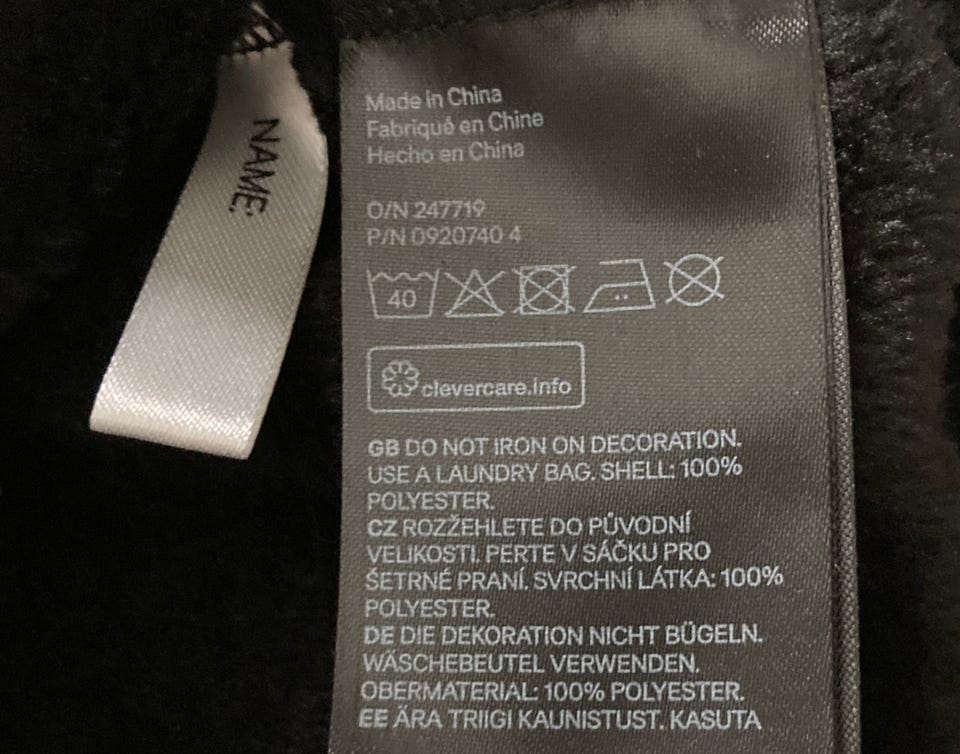 NAME:
Made in China
Fabriqué en Chine
Hecho en China
O/N 247719
P/N 0920740 4
40
clevercare.info
GB DO NOT IRON ON DECORATION.
USE A LAUNDRY BAG. SHELL: 100%
POLYESTER.
CZ ROZŽEHLETE DO PŮVODNÍ
VELIKOSTI. PERTE V SÁČKU PRO
ŠETRNÉ PRANÍ. SVRCHNÍ LÁTKA: 100%
POLYESTER.
DE DIE DEKORATION NICHT BÜGELN.
WÄSCHEBEUTEL VERWENDEN.
OBERMATERIAL: 100% POLYESTER.
EE ÄRA TRIIGI KAUNISTUST. KASUTA